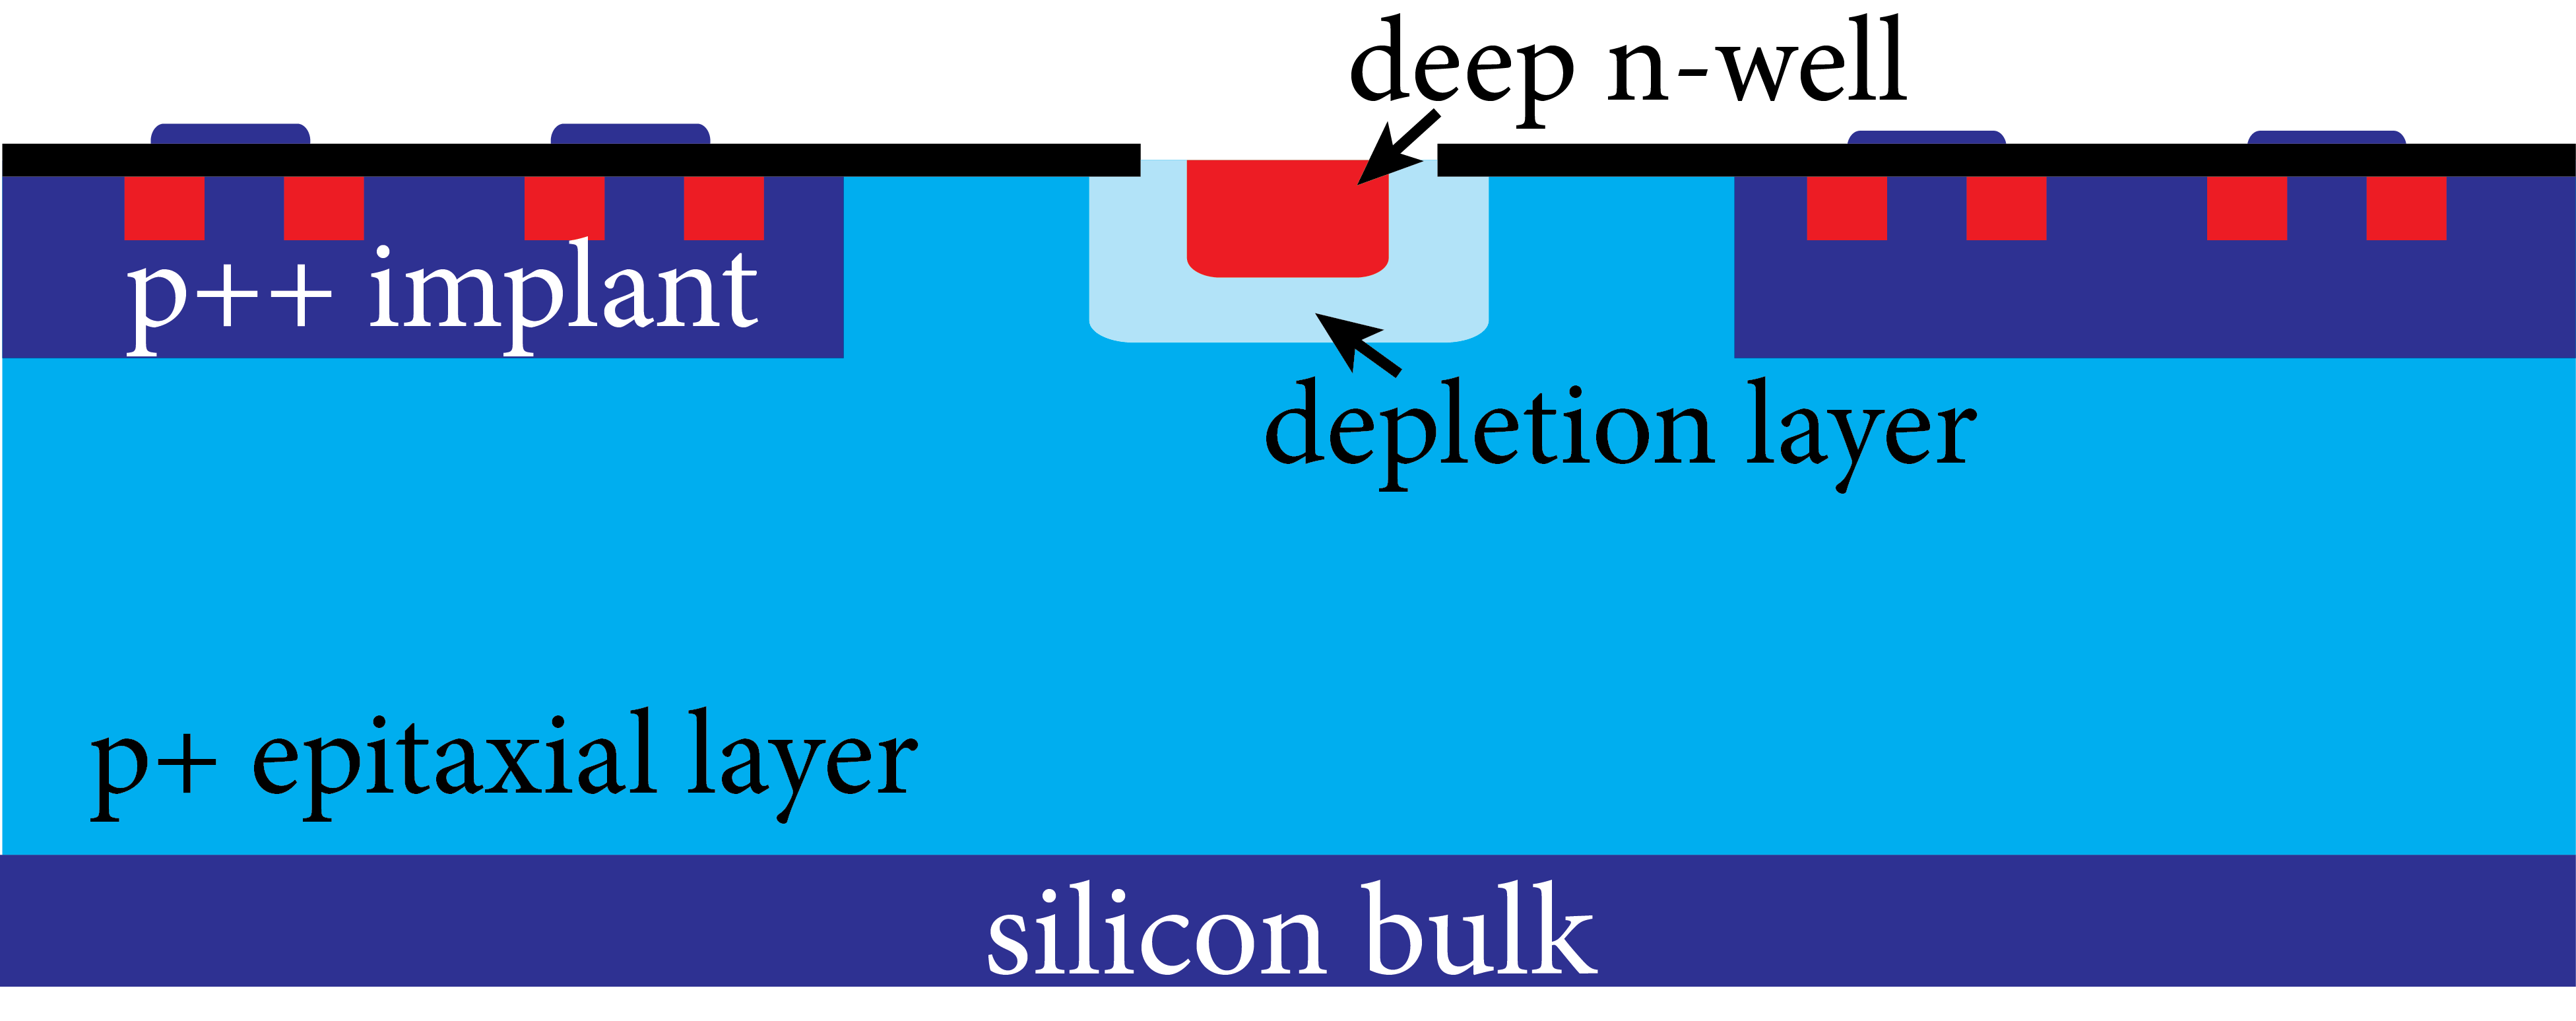 deep n-well
p++ implant
depletion layer
p+ epitaxial layer
silicon bulk